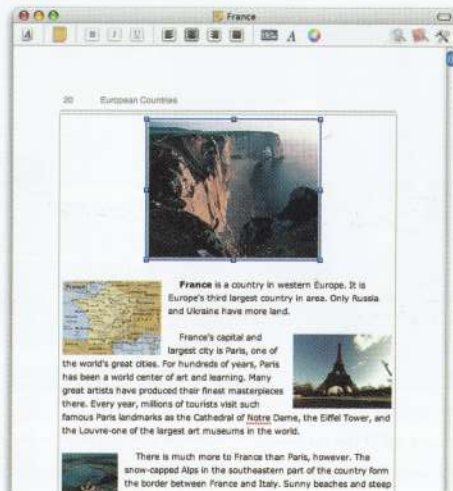 France
A B I U A
20 European Countries
France
France is a country in western Europe. It is
Europe's third largest country in area. Only Russia
and Ukraine have more land.
France's capital and
largest city is Paris, one of
the world's great cities. For hundreds of years, Paris
has been a world center of art and learning. Many
great artists have produced their finest masterpieces
there. Every year, millions of tourists visit such
famous Paris landmarks as the Cathedral of Notre Dame, the Eiffel Tower, and
the Louvre-one of the largest art museums in the world.
There is much more to France than Paris, however. The
snow-capped Alps in the southeastern part of the country form
the border between France and Italy. Sunny beaches and steep